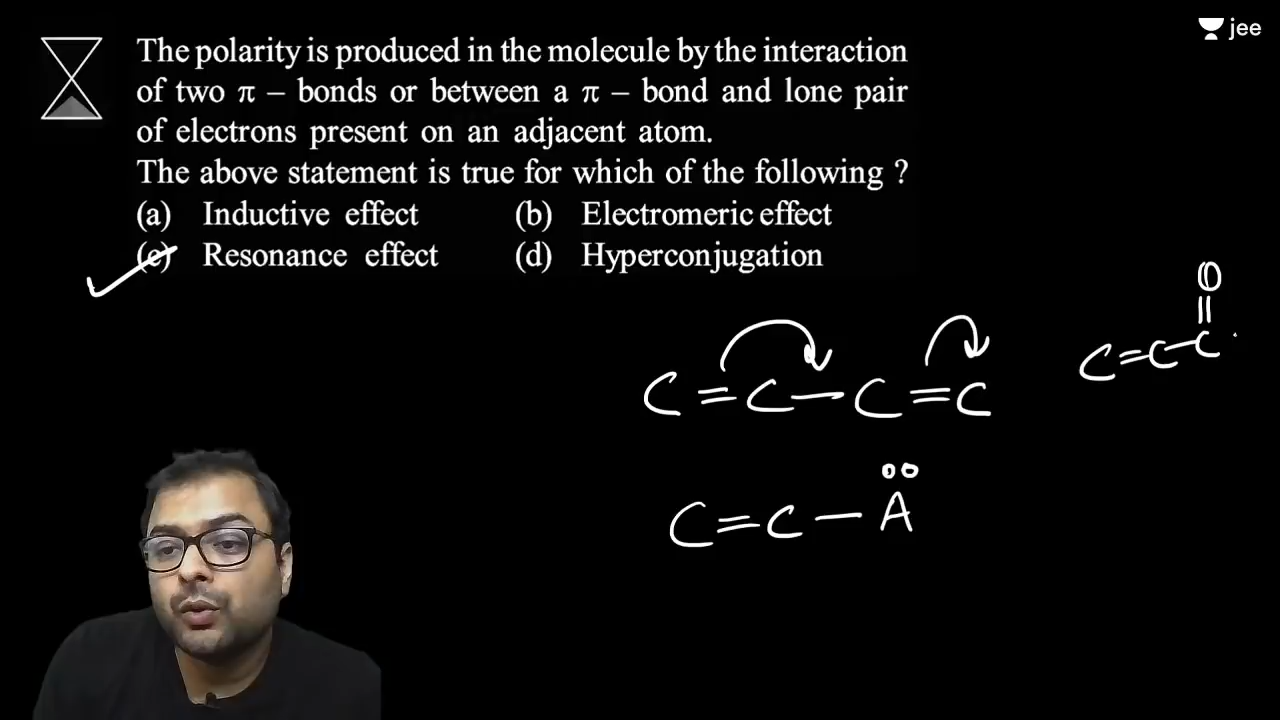 jee
The polarity is produced in the molecule by the interaction
of two π – bonds or between a π – bond and lone pair
of electrons present on an adjacent atom.
The above statement is true for which of the following ?
(a) Inductive effect (b) Electromeric effect
(c) Resonance effect (d) Hyperconjugation
O
||
C=C-C
C=C-C=C
C=C-A